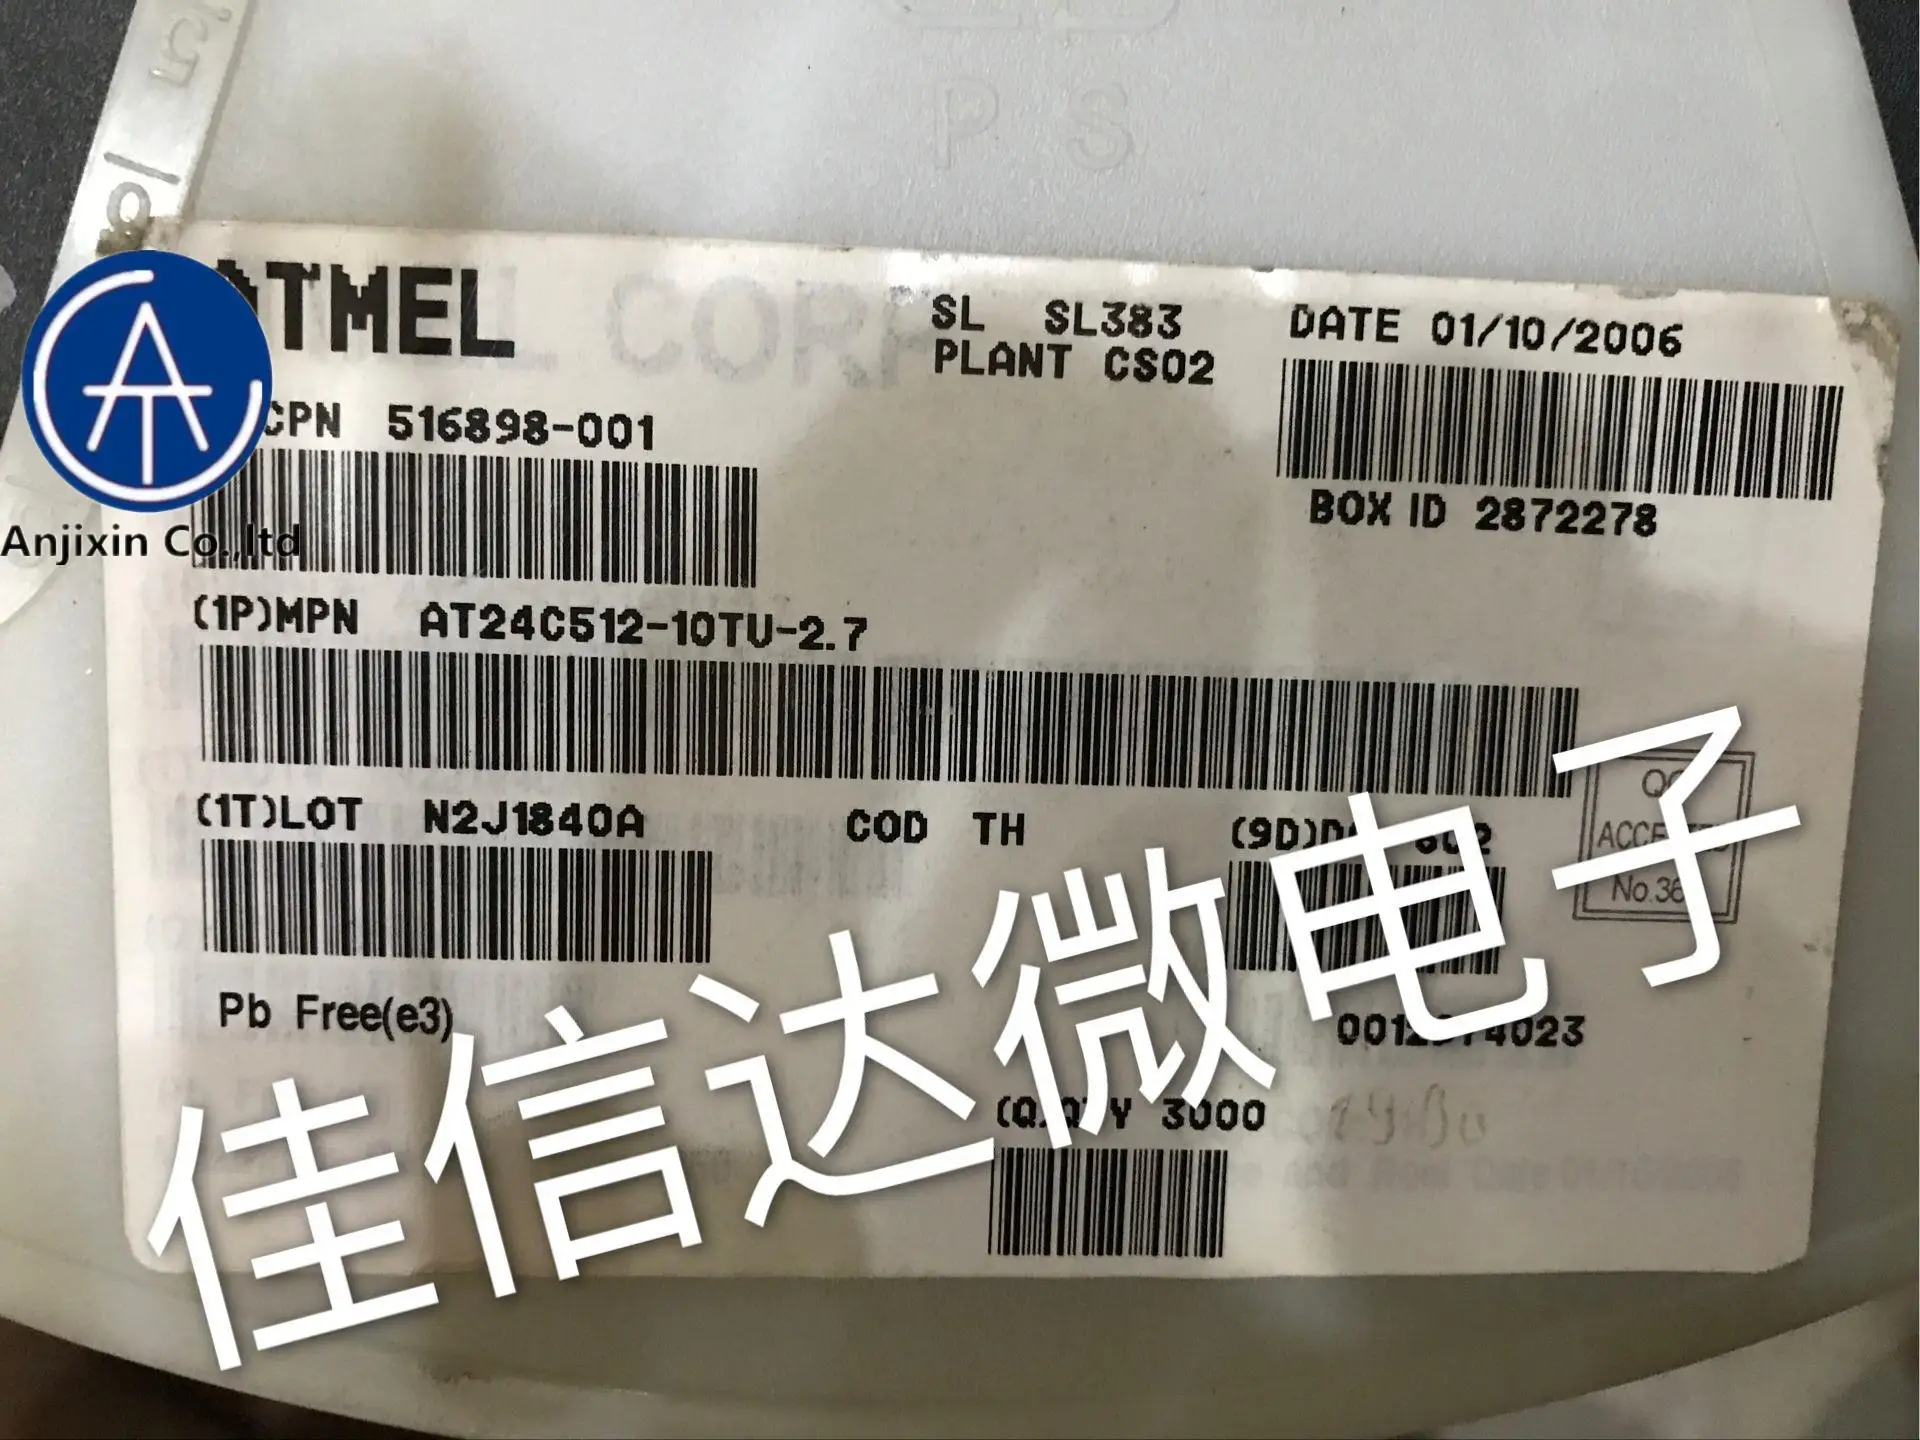 P S
ATMEL
SL SL383
PLANT CS02
DATE 01/10/2006
CPN 516898-001
BOX ID 2872278
Anjixin Co.,ltd
(1P)MPN AT24C512-10TU-2.7
(1T)LOT N2J1840A
COD TH
No.36
Pb Free(e3)
(Q)QTY 3000
佳信达微电子